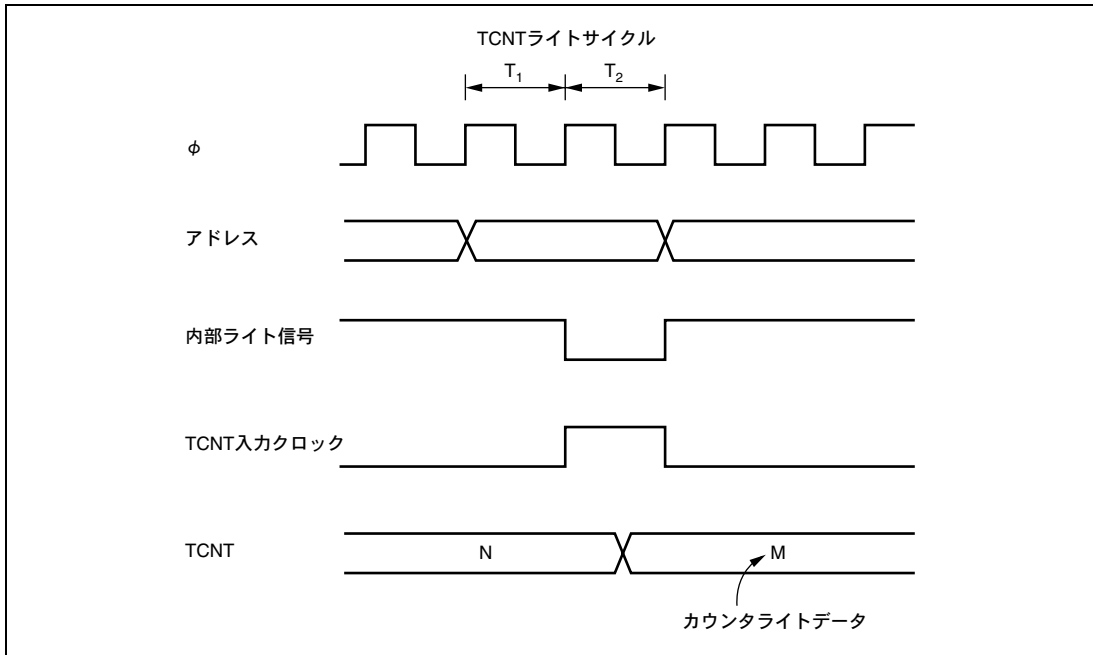 TCNTライトサイクル
T1 T2
φ
アドレス
内部ライト信号
TCNT入力クロック
TCNT N M
カウンタライトデータ